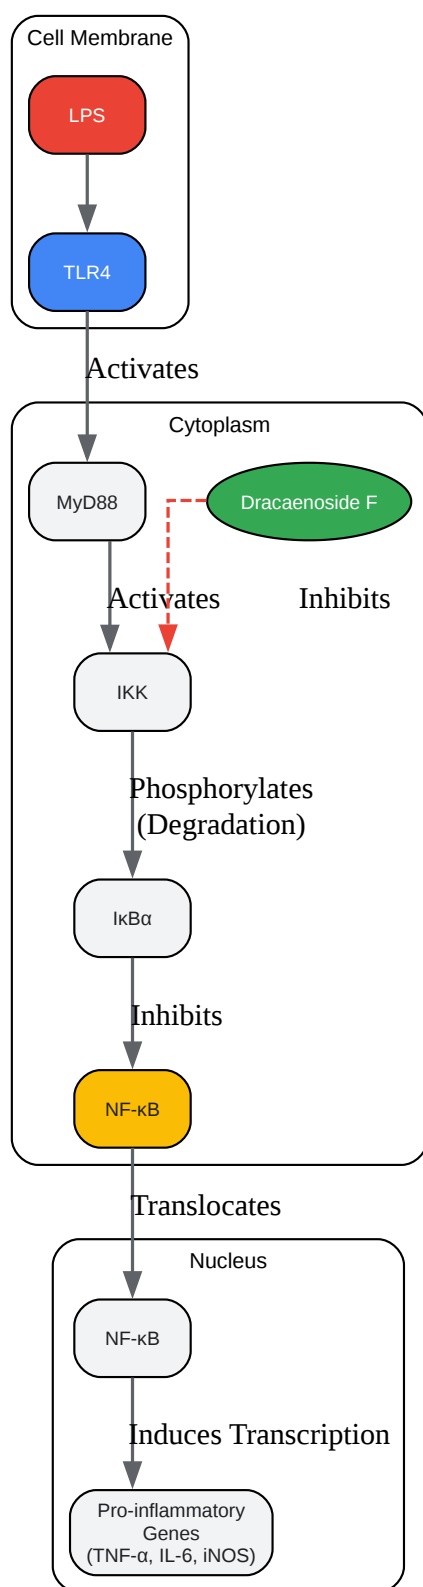 Cell Membrane
LPS
TLR4
Activates
Cytoplasm
MyD88
Dracaenoside F
Activates
Inhibits
IKK
Phosphorylates
(Degradation)
IκBα
Inhibits
NF-κB
Translocates
Nucleus
NF-κB
Induces Transcription
Pro-inflammatory
Genes
(TNF-α, IL-6, iNOS)